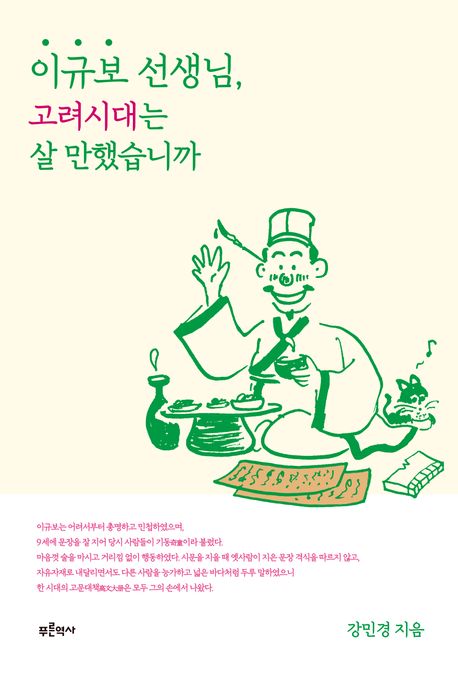 이규보 선생님,
고려시대는
살 만했습니까
이규보는 어려서부터 총명하고 민첩하였으며,
9세에 문장을 잘 지어 당시 사람들이 기동奇童이라 불렀다.
마음껏 술을 마시고 거리낌 없이 행동하였다. 시문을 지을 때 옛사람이 지은 문장 격식을 따르지 않고,
자유자재로 내달리면서도 다른 사람을 능가하고 넓은 바다처럼 두루 말하였으니
한 시대의 고문대책高文大冊은 모두 그의 손에서 나왔다.
푸른역사
강민경 지음